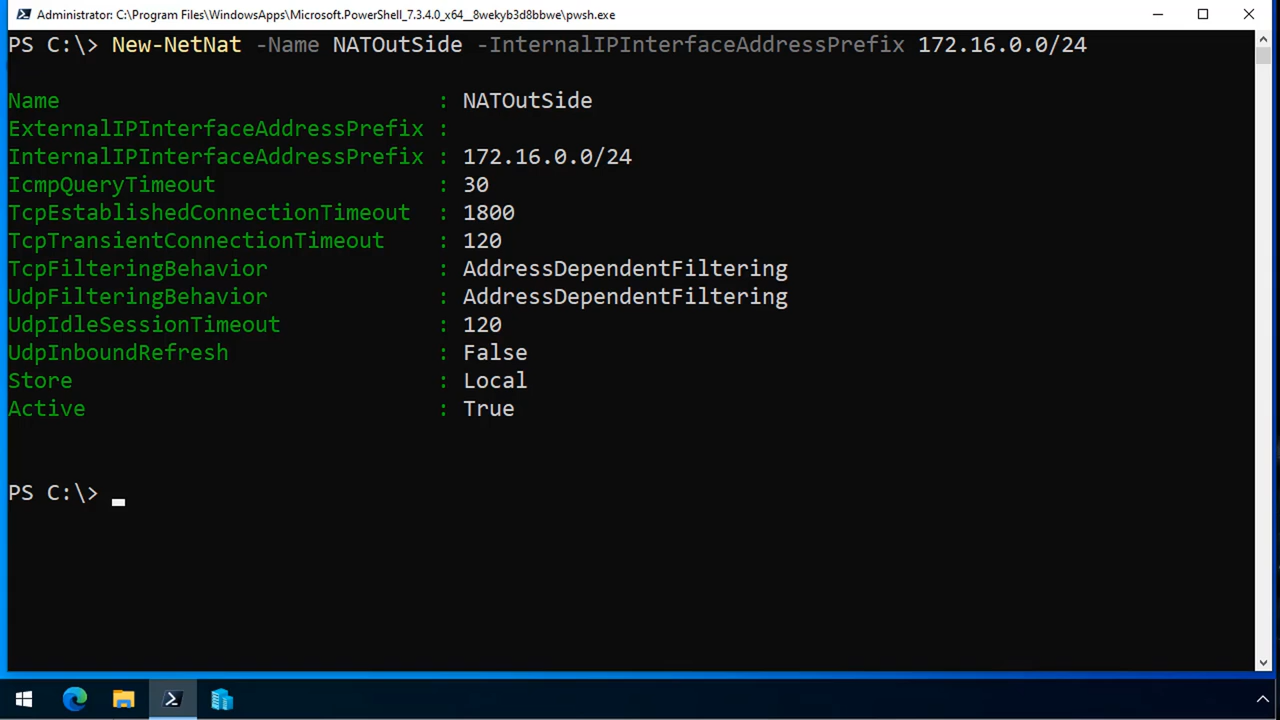 Administrator: C:\Program Files\WindowsApps\Microsoft.PowerShell_7.3.4.0_x64__8wekyb3d8bbwe\pwsh.exe
PS C:\> New-NetNat -Name NATOutSide -InternalIPInterfaceAddressPrefix 172.16.0.0/24
Name                             : NATOutSide
ExternalIPInterfaceAddressPrefix :
InternalIPInterfaceAddressPrefix : 172.16.0.0/24
IcmpQueryTimeout                 : 30
TcpEstablishedConnectionTimeout  : 1800
TcpTransientConnectionTimeout    : 120
TcpFilteringBehavior             : AddressDependentFiltering
UdpFilteringBehavior             : AddressDependentFiltering
UdpIdleSessionTimeout            : 120
UdpInboundRefresh                : False
Store                            : Local
Active                           : True
PS C:\>